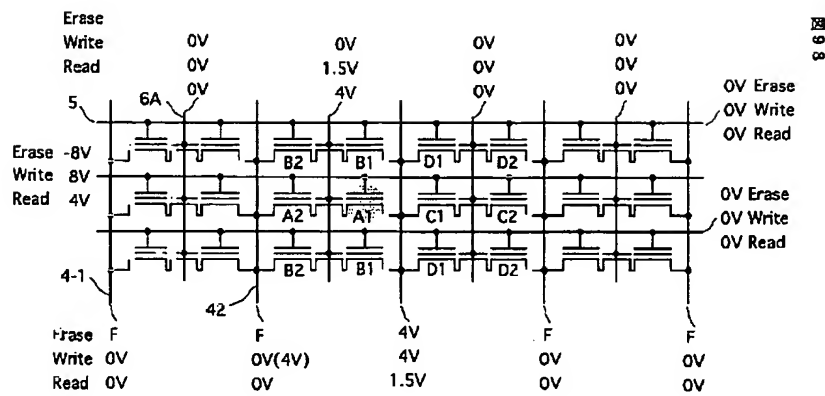 Erase
Write 0V 0V 0V 0V
Read 0V 1.5V 0V 0V
6A 0V 4V 0V 0V
図98
5
0V Erase
0V Write
0V Read
B2 B1 D1 D2
Erase -8V
Write 8V
Read 4V
A2 A1 C1 C2
0V Erase
0V Write
0V Read
B2 B1 D1 D2
4-1
42
Erase F F 4V F F
Write 0V 0V(4V) 4V 0V 0V
Read 0V 0V 1.5V 0V 0V